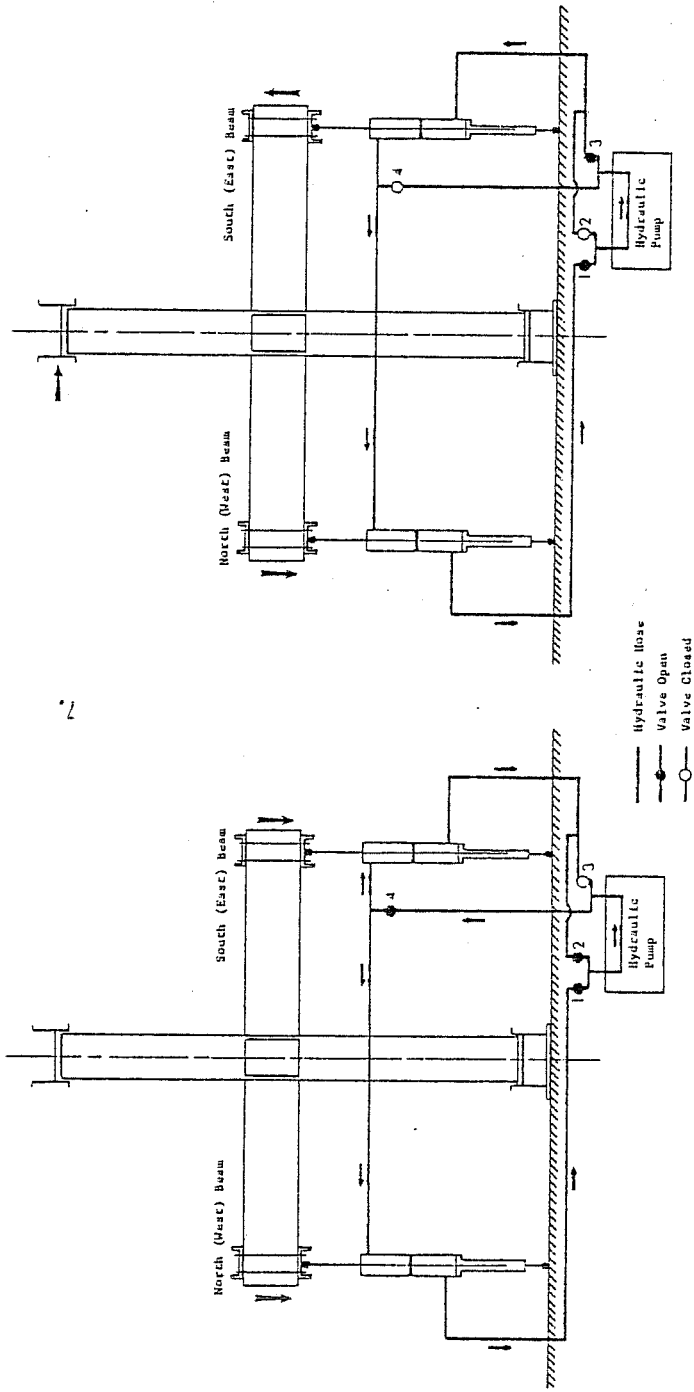 7.
North (West) Beam
South (East) Beam
4
1
2
3
Hydraulic
Pump
North (West) Beam
South (East) Beam
4
1
2
3
Hydraulic
Pump
Hydraulic Hose
Valve Open
Valve Closed